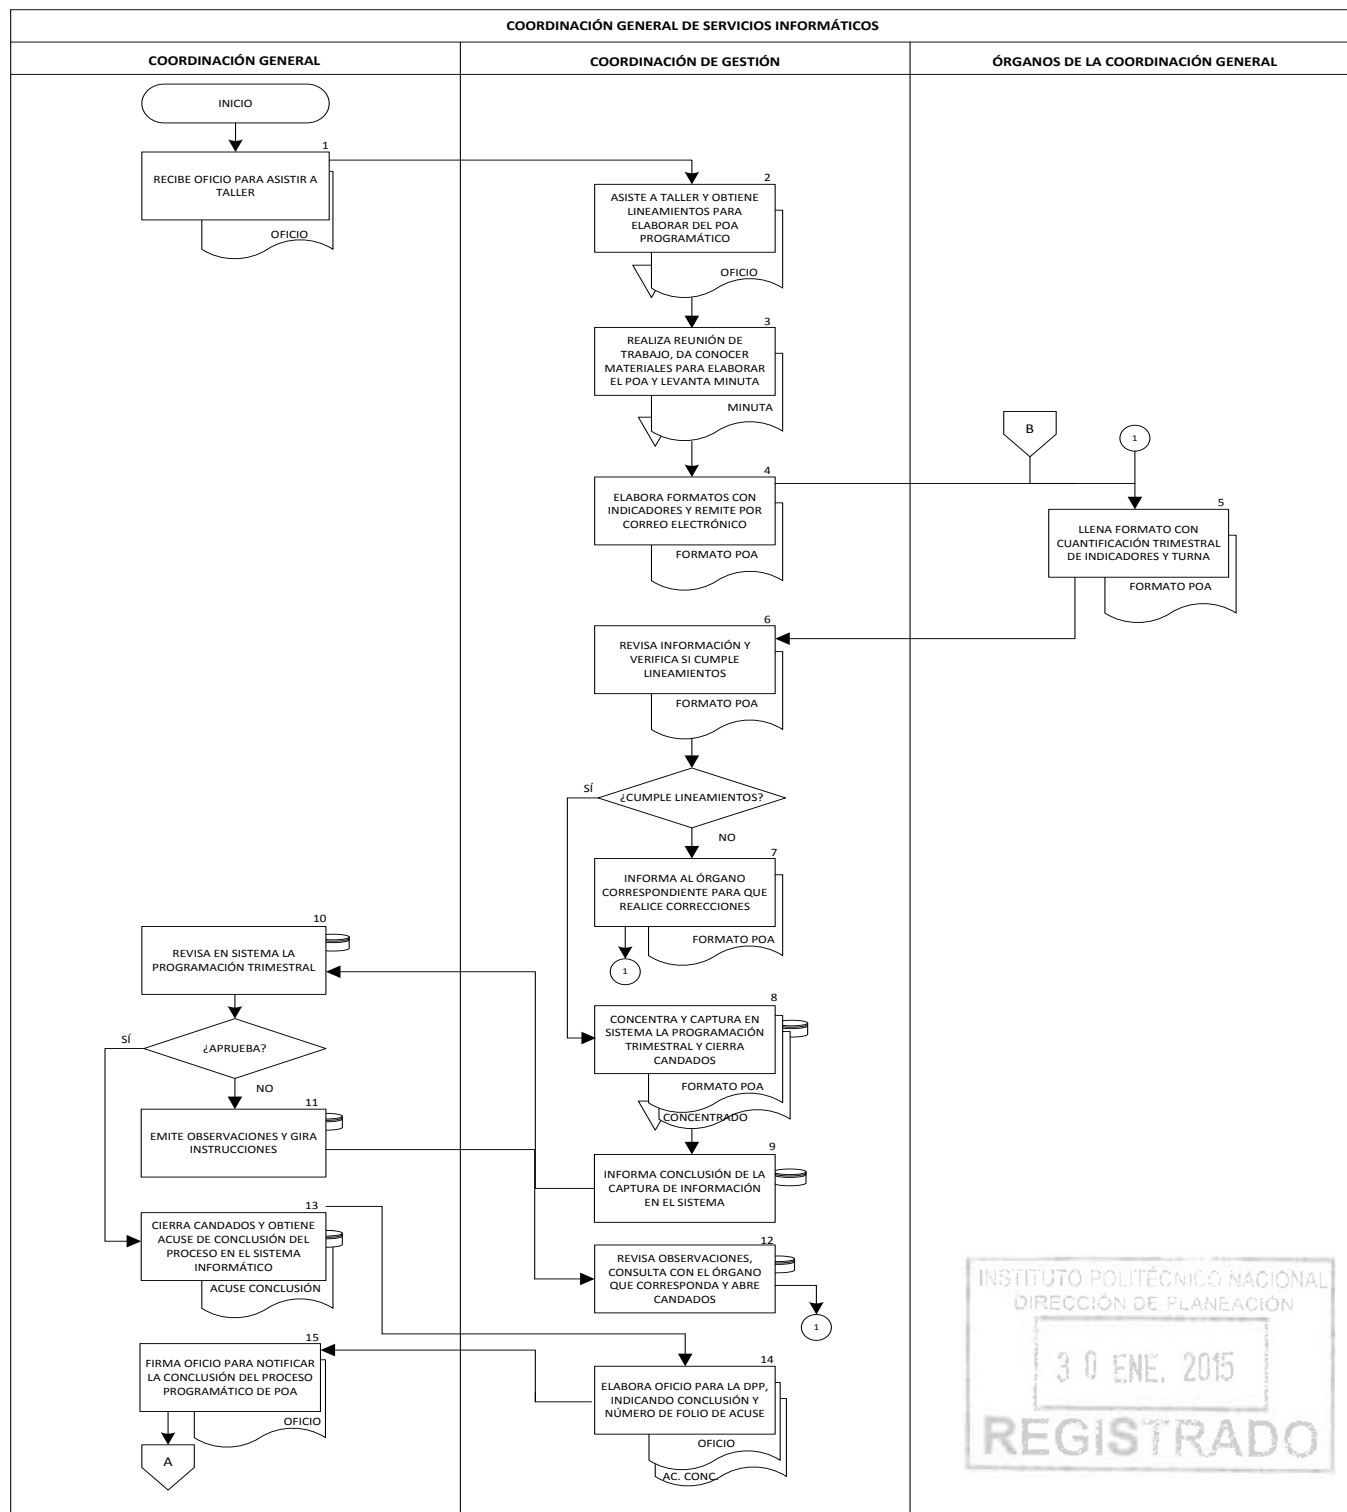 COORDINACIÓN GENERAL DE SERVICIOS INFORMÁTICOS
COORDINACIÓN GENERAL
COORDINACIÓN DE GESTIÓN
ÓRGANOS DE LA COORDINACIÓN GENERAL
INICIO
1
RECIBE OFICIO PARA ASISTIR A
TALLER
OFICIO
2
ASISTE A TALLER Y OBTIENE
LINEAMIENTOS PARA
ELABORAR DEL POA
PROGRAMÁTICO
OFICIO
3
REALIZA REUNIÓN DE
TRABAJO, DA CONOCER
MATERIALES PARA ELABORAR
EL POA Y LEVANTA MINUTA
MINUTA
B
1
4
ELABORA FORMATOS CON
INDICADORES Y REMITE POR
CORREO ELECTRÓNICO
FORMATO POA
5
LLENA FORMATO CON
CUANTIFICACIÓN TRIMESTRAL
DE INDICADORES Y TURNA
FORMATO POA
6
REVISA INFORMACIÓN Y
VERIFICA SI CUMPLE
LINEAMIENTOS
FORMATO POA
SÍ
¿CUMPLE LINEAMIENTOS?
NO
7
INFORMA AL ÓRGANO
CORRESPONDIENTE PARA QUE
REALICE CORRECCIONES
FORMATO POA
1
10
REVISA EN SISTEMA LA
PROGRAMACIÓN TRIMESTRAL
8
CONCENTRA Y CAPTURA EN
SISTEMA LA PROGRAMACIÓN
TRIMESTRAL Y CIERRA
CANDADOS
FORMATO POA
CONCENTRADO
SÍ
¿APRUEBA?
NO
11
EMITE OBSERVACIONES Y GIRA
INSTRUCCIONES
9
INFORMA CONCLUSIÓN DE LA
CAPTURA DE INFORMACIÓN
EN EL SISTEMA
13
CIERRA CANDADOS Y OBTIENE
ACUSE DE CONCLUSIÓN DEL
PROCESO EN EL SISTEMA
INFORMÁTICO
ACUSE CONCLUSIÓN
12
REVISA OBSERVACIONES,
CONSULTA CON EL ÓRGANO
QUE CORRESPONDA Y ABRE
CANDADOS
1
15
FIRMA OFICIO PARA NOTIFICAR
LA CONCLUSIÓN DEL PROCESO
PROGRAMÁTICO DE POA
OFICIO
A
14
ELABORA OFICIO PARA LA DPP,
INDICANDO CONCLUSIÓN Y
NÚMERO DE FOLIO DE ACUSE
OFICIO
AC. CONC.
INSTITUTO POLITÉCNICO NACIONAL
DIRECCIÓN DE PLANEACIÓN
30 ENE. 2015
REGISTRADO